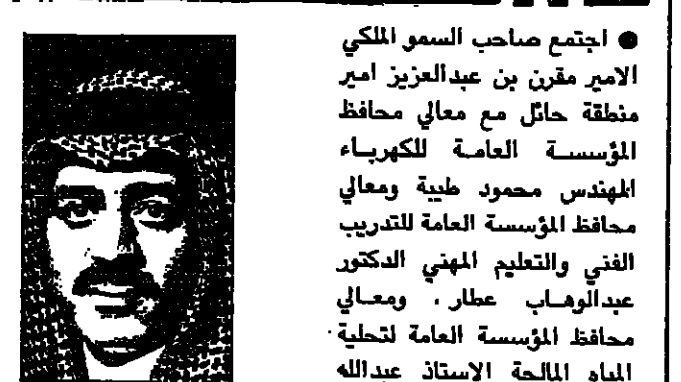 ● اجتمع صاحب السمو الملكي
الامير مقرن بن عبدالعزيز امير
منطقة حائل مع معالي محافظ
المؤسسة العامة للكهرباء
المهندس محمود طيبة ومعالي
محافظ المؤسسة العامة للتدريب
الفني والتعليم المهني الدكتور
عبدالوهاب عطار . ومعالي
محافظ المؤسسة العامة لتحلية
المياه المالحة الاستاذ عبدالله